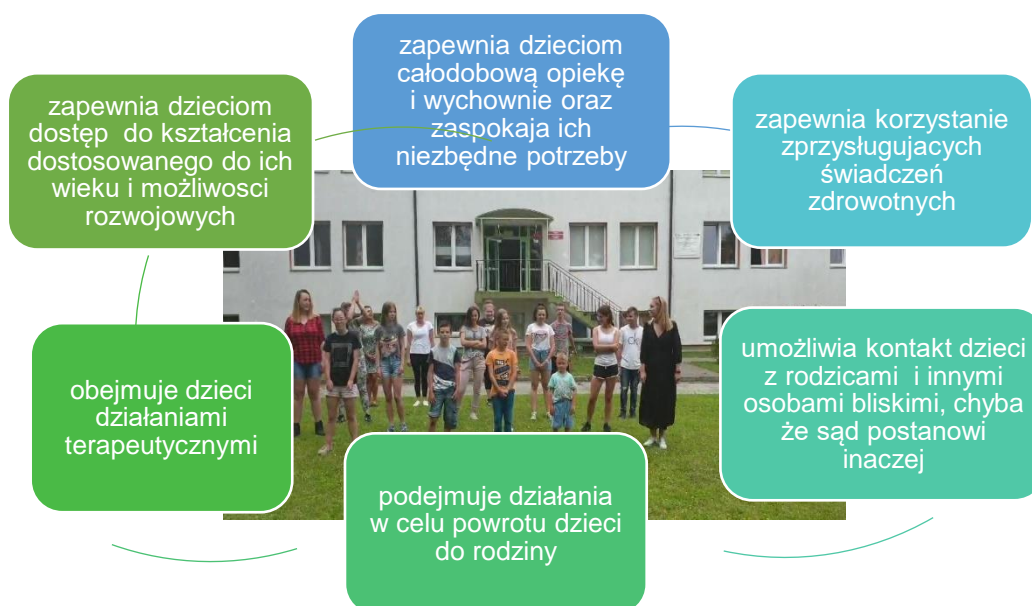 zapewnia dzieciom
całodobową opiekę
i wychownie oraz
zaspokaja ich
niezbędne potrzeby
zapewnia korzystanie
zprzysługujacych
świadczeń
zdrowotnych
umożliwia kontakt dzieci
z rodzicami i innymi
osobami bliskimi, chyba
że sąd postanowi
inaczej
podejmuje działania
w celu powrotu dzieci
do rodziny
obejmuje dzieci
działaniami
terapeutycznymi
zapewnia dzieciom
dostęp do kształcenia
dostosowanego do ich
wieku i możliwosci
rozwojowych